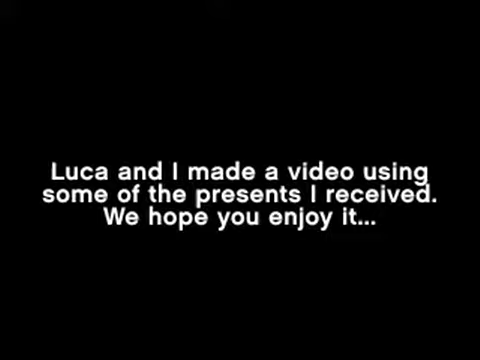 Luca and I made a video using
some of the presents I received.
We hope you enjoy it...